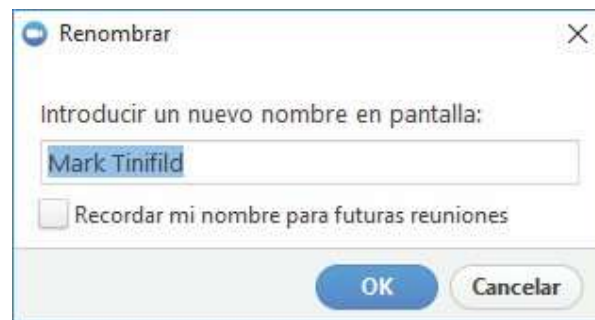 Renombrar
Introducir un nuevo nombre en pantalla:
Mark Tinifild
Recordar mi nombre para futuras reuniones
OK Cancelar